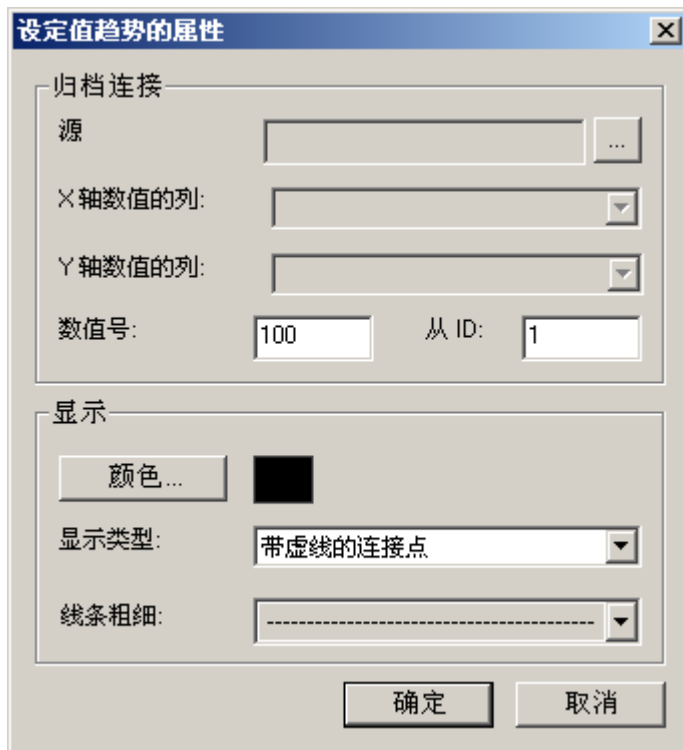 设定值趋势的属性
归档连接
源
...
X 轴数值的列:
Y 轴数值的列:
数值号: 100 从 ID: 1
显示
颜色...
显示类型: 带虚线的连接点
线条粗细:
确定 取消